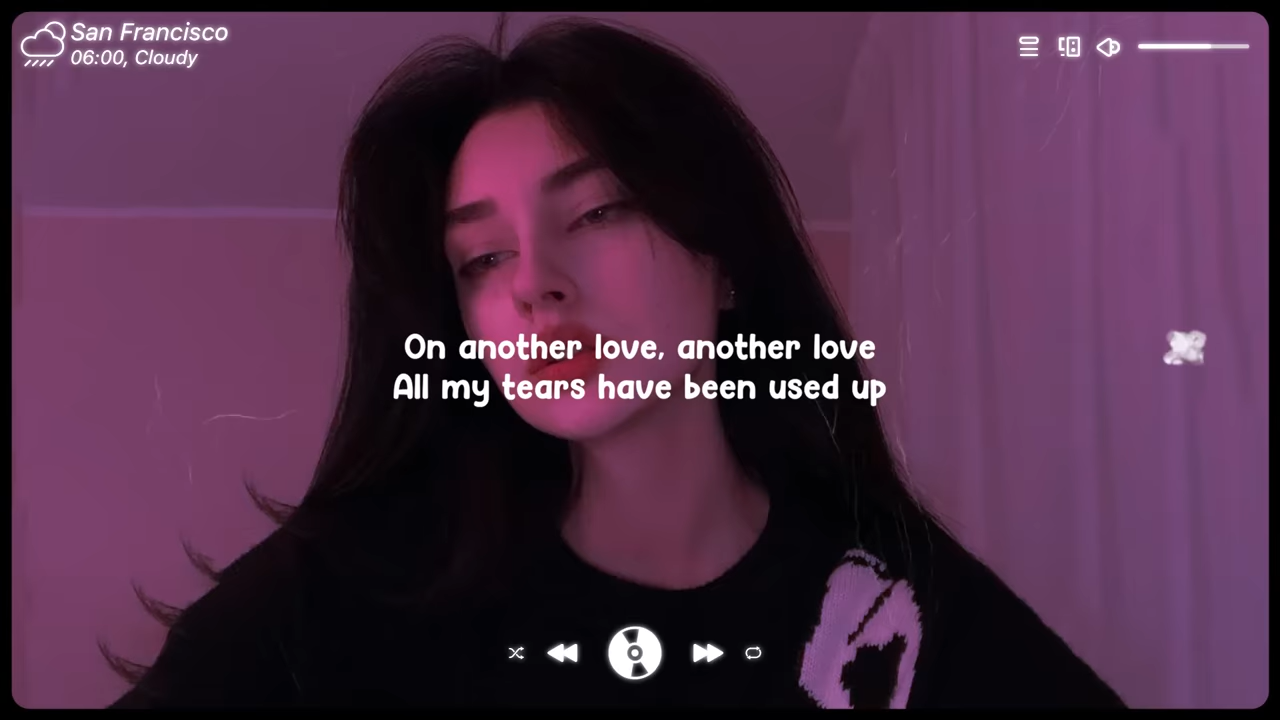 San Francisco
06:00, Cloudy
On another love, another love
All my tears have been used up